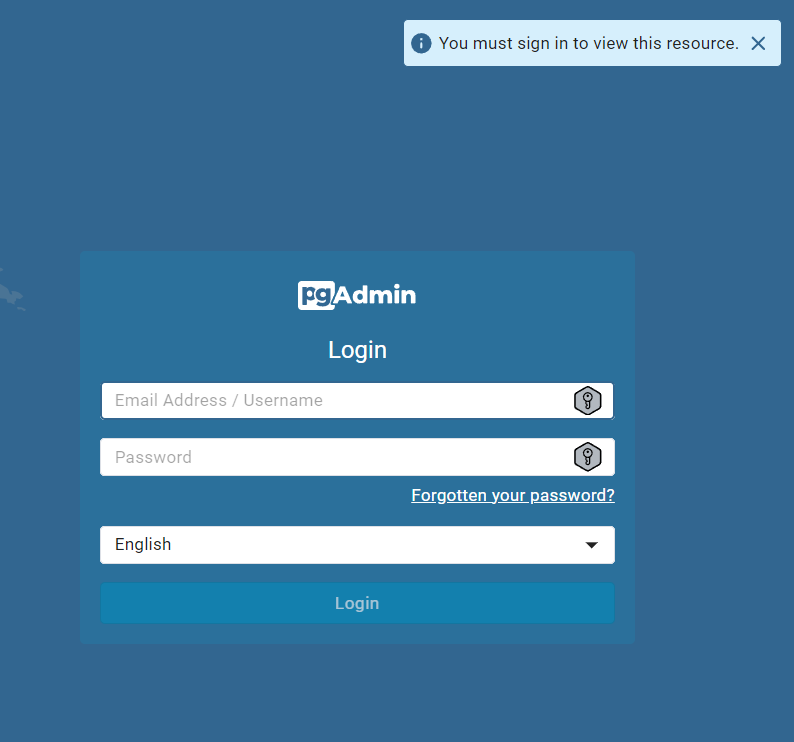 You must sign in to view this resource.
pgAdmin
Login
Email Address / Username
Password
Forgotten your password?
English
Login